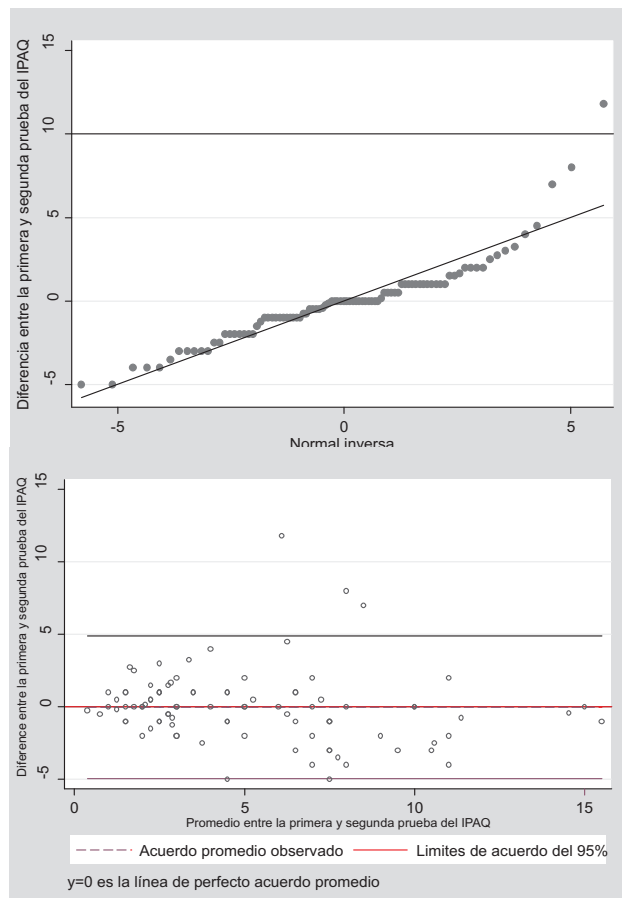 Diferencia entre la primera y segunda prueba del IPAQ
15
10
5
0
-5
-5 0 5
Normal inversa
Diference entre la primera y segunda prueba del IPAQ
15
10
5
0
-5
0 5 10 15
Promedio entre la primera y segunda prueba del IPAQ
Acuerdo promedio observado Limites de acuerdo del 95%
y=0 es la línea de perfecto acuerdo promedio